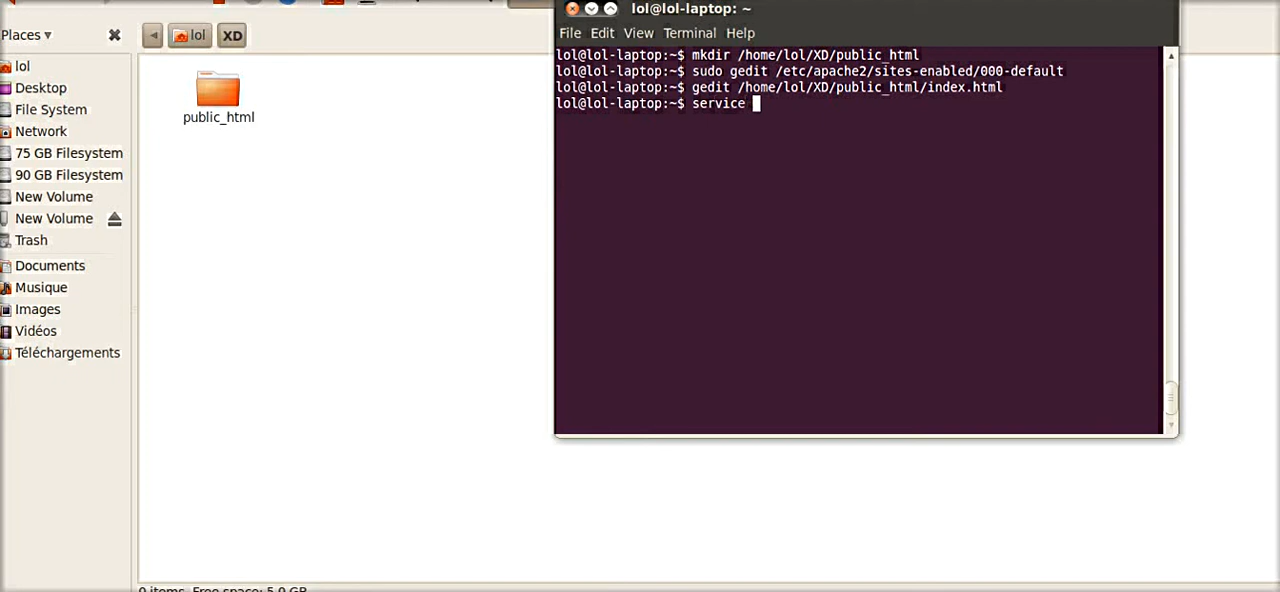 lol@lol-laptop: ~
Places
lol
XD
File Edit View Terminal Help
lol
Desktop
File System
Network
75 GB Filesystem
90 GB Filesystem
New Volume
New Volume
Trash
Documents
Musique
Images
Vidéos
Téléchargements
public_html
lol@lol-laptop:~$ mkdir /home/lol/XD/public_html
lol@lol-laptop:~$ sudo gedit /etc/apache2/sites-enabled/000-default
lol@lol-laptop:~$ gedit /home/lol/XD/public_html/index.html
lol@lol-laptop:~$ service
0 items, Free space: 5,0 GB